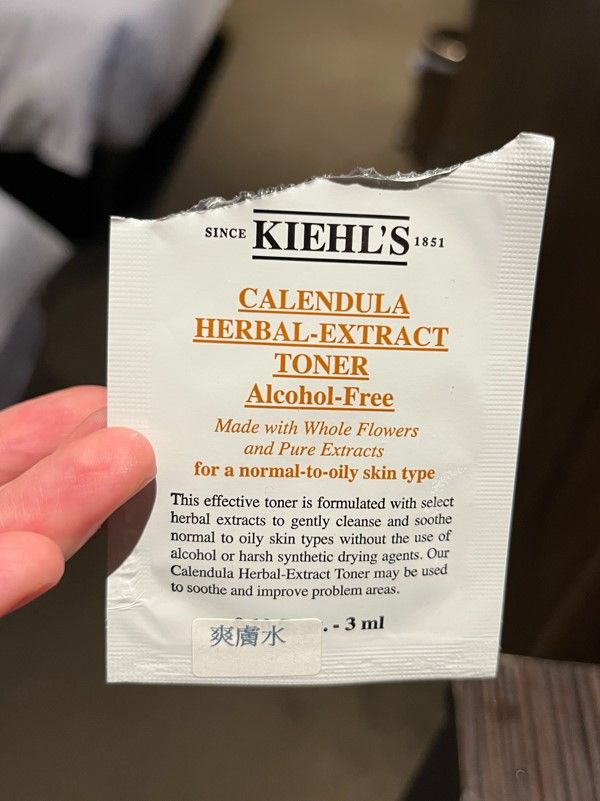 SINCE KIEHL'S 1851
CALENDULA
HERBAL-EXTRACT
TONER
Alcohol-Free
Made with Whole Flowers
and Pure Extracts
for a normal-to-oily skin type
This effective toner is formulated with select
herbal extracts to gently cleanse and soothe
normal to oily skin types without the use of
alcohol or harsh synthetic drying agents. Our
Calendula Herbal-Extract Toner may be used
to soothe and improve problem areas.
. - 3 ml
爽膚水